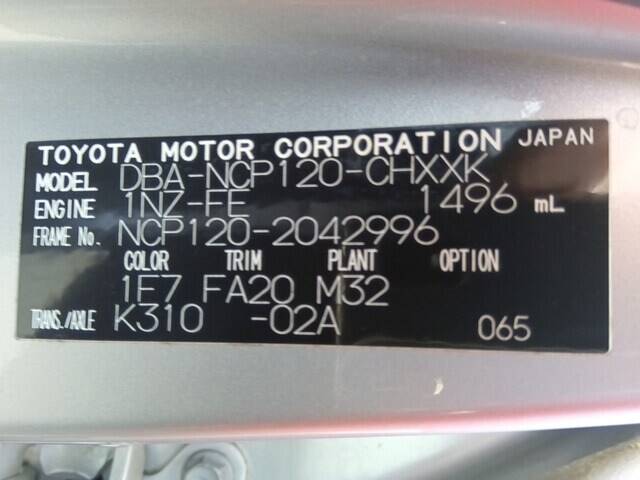 TOYOTA MOTOR CORPORATION JAPAN
MODEL DBA-NCP120-CHXXK
ENGINE 1NZ-FE 1496 mL
FRAME No. NCP120-2042996
COLOR TRIM PLANT OPTION
1E7 FA20 M32
TRANS./AXLE K310 -02A 065